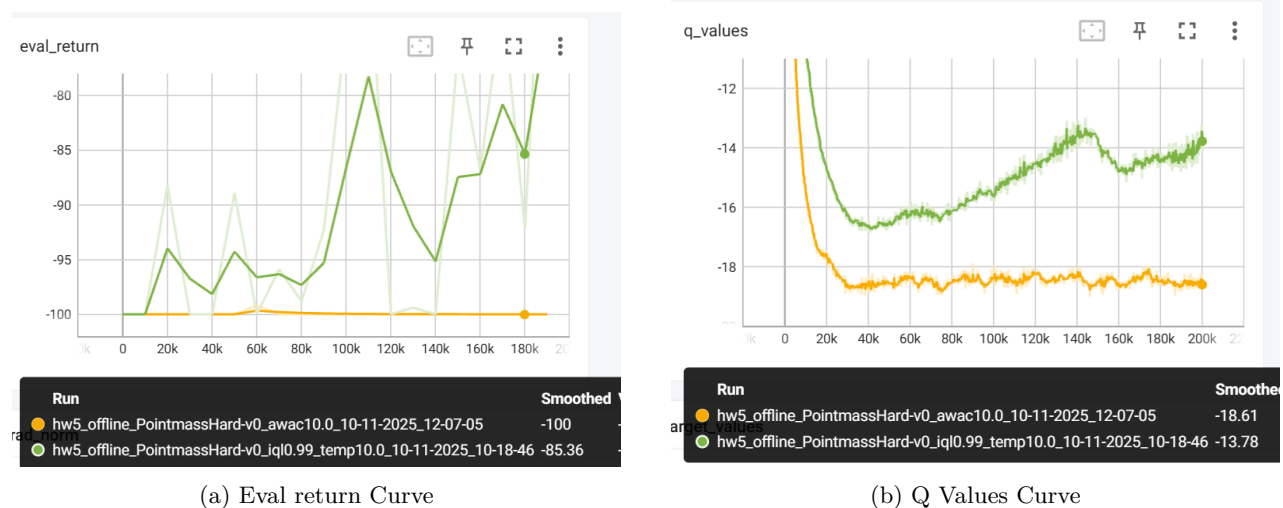 eval_return
-80
-85
-90
-95
-100
0 20k 40k 60k 80k 100k 120k 140k 160k 180k
Run Smoothed
hw5_offline_PointmassHard-v0_awac10.0_10-11-2025_12-07-05 -100
hw5_offline_PointmassHard-v0_iql0.99_temp10.0_10-11-2025_10-18-46 -85.36
(a) Eval return Curve
q_values
-12
-14
-16
-18
0 20k 40k 60k 80k 100k 120k 140k 160k 180k 200k
Run Smoothed
hw5_offline_PointmassHard-v0_awac10.0_10-11-2025_12-07-05 -18.61
hw5_offline_PointmassHard-v0_iql0.99_temp10.0_10-11-2025_10-18-46 -13.78
(b) Q Values Curve